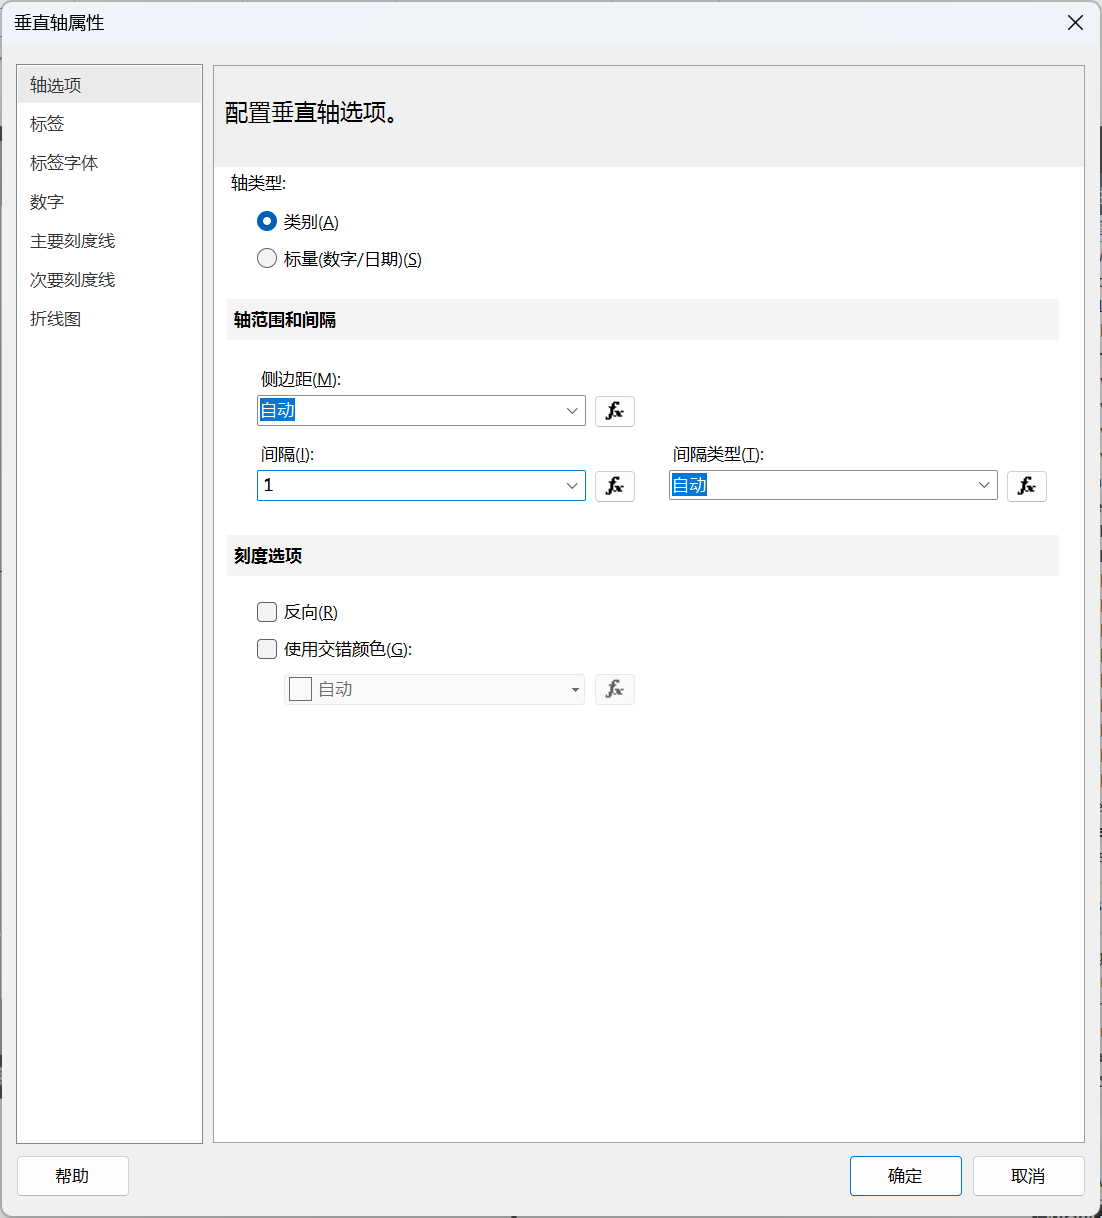 垂直轴属性
轴选项
标签
标签字体
数字
主要刻度线
次要刻度线
折线图
配置垂直轴选项。
轴类型:
类别(A)
标量(数字/日期)(S)
轴范围和间隔
侧边距(M):
自动
fx
间隔(I):
间隔类型(T):
1
fx
自动
fx
刻度选项
反向(R)
使用交错颜色(G):
自动
fx
帮助
确定
取消